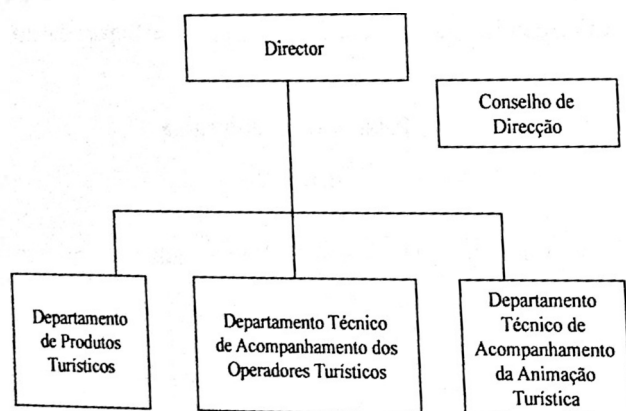 Director
Conselho de
Direcção
Departamento
de Produtos
Turísticos
Departamento Técnico
de Acompanhamento dos
Operadores Turísticos
Departamento
Técnico de
Acompanhamento
da Animação
Turística